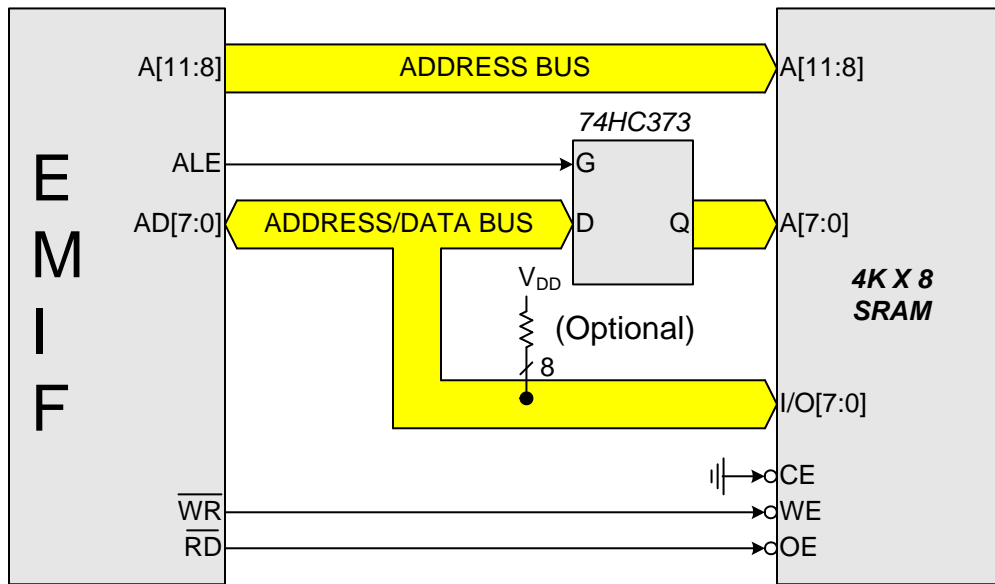 EMIF
A[11:8]
ADDRESS BUS
A[11:8]
74HC373
ALE
G
AD[7:0]
ADDRESS/DATA BUS
D
Q
A[7:0]
4K X 8
SRAM
VDD
(Optional)
8
I/O[7:0]
CE
WR
WE
RD
OE